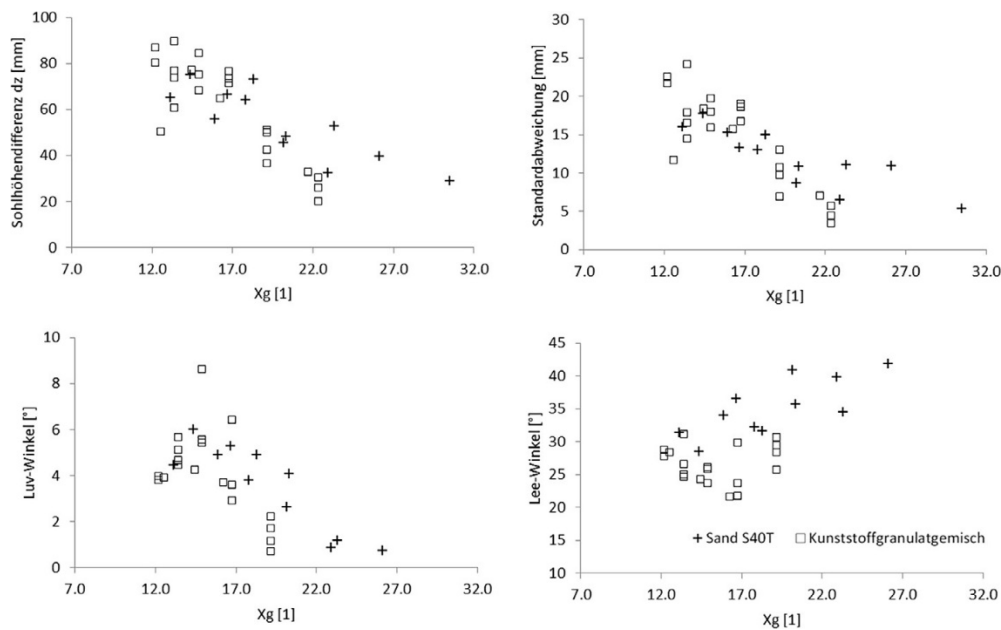 Sohlhöhendifferenz dz [mm]
100
80
60
40
20
0
7.0 12.0 17.0 22.0 27.0 32.0
Xg [1]
Standardabweichung [mm]
30
25
20
15
10
5
0
7.0 12.0 17.0 22.0 27.0 32.0
Xg [1]
Luv-Winkel [°]
10
8
6
4
2
0
7.0 12.0 17.0 22.0 27.0 32.0
Xg [1]
Lee-Winkel [°]
45
40
35
30
25
20
15
10
Sand S40T Kunststoffgranulatgemisch
7.0 12.0 17.0 22.0 27.0 32.0
Xg [1]